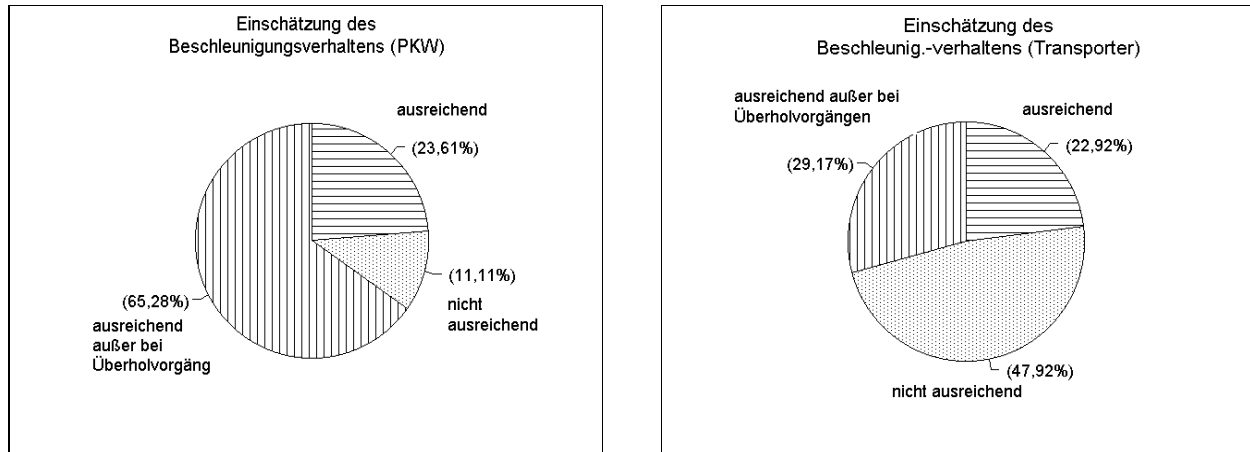 Einschätzung des
Beschleunigungsverhaltens (PKW)
ausreichend
(23,61%)
(11,11%)
nicht
ausreichend
(65,28%)
ausreichend
außer bei
Überholvorgäng
Einschätzung des
Beschleunig.-verhaltens (Transporter)
ausreichend außer bei
Überholvorgängen
(29,17%)
ausreichend
(22,92%)
(47,92%)
nicht ausreichend